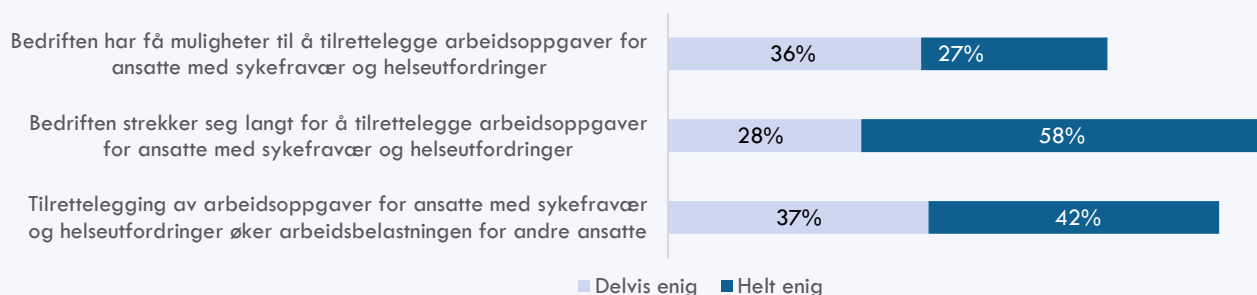 Bedriften har få muligheter til å tilrettelegge arbeidsoppgaver for
ansatte med sykefravær og helseutfordringer
36%
27%
Bedriften strekker seg langt for å tilrettelegge arbeidsoppgaver
for ansatte med sykefravær og helseutfordringer
28%
58%
Tilrettelegging av arbeidsoppgaver for ansatte med sykefravær
og helseutfordringer øker arbeidsbelastningen for andre ansatte
37%
42%
Delvis enig
Helt enig